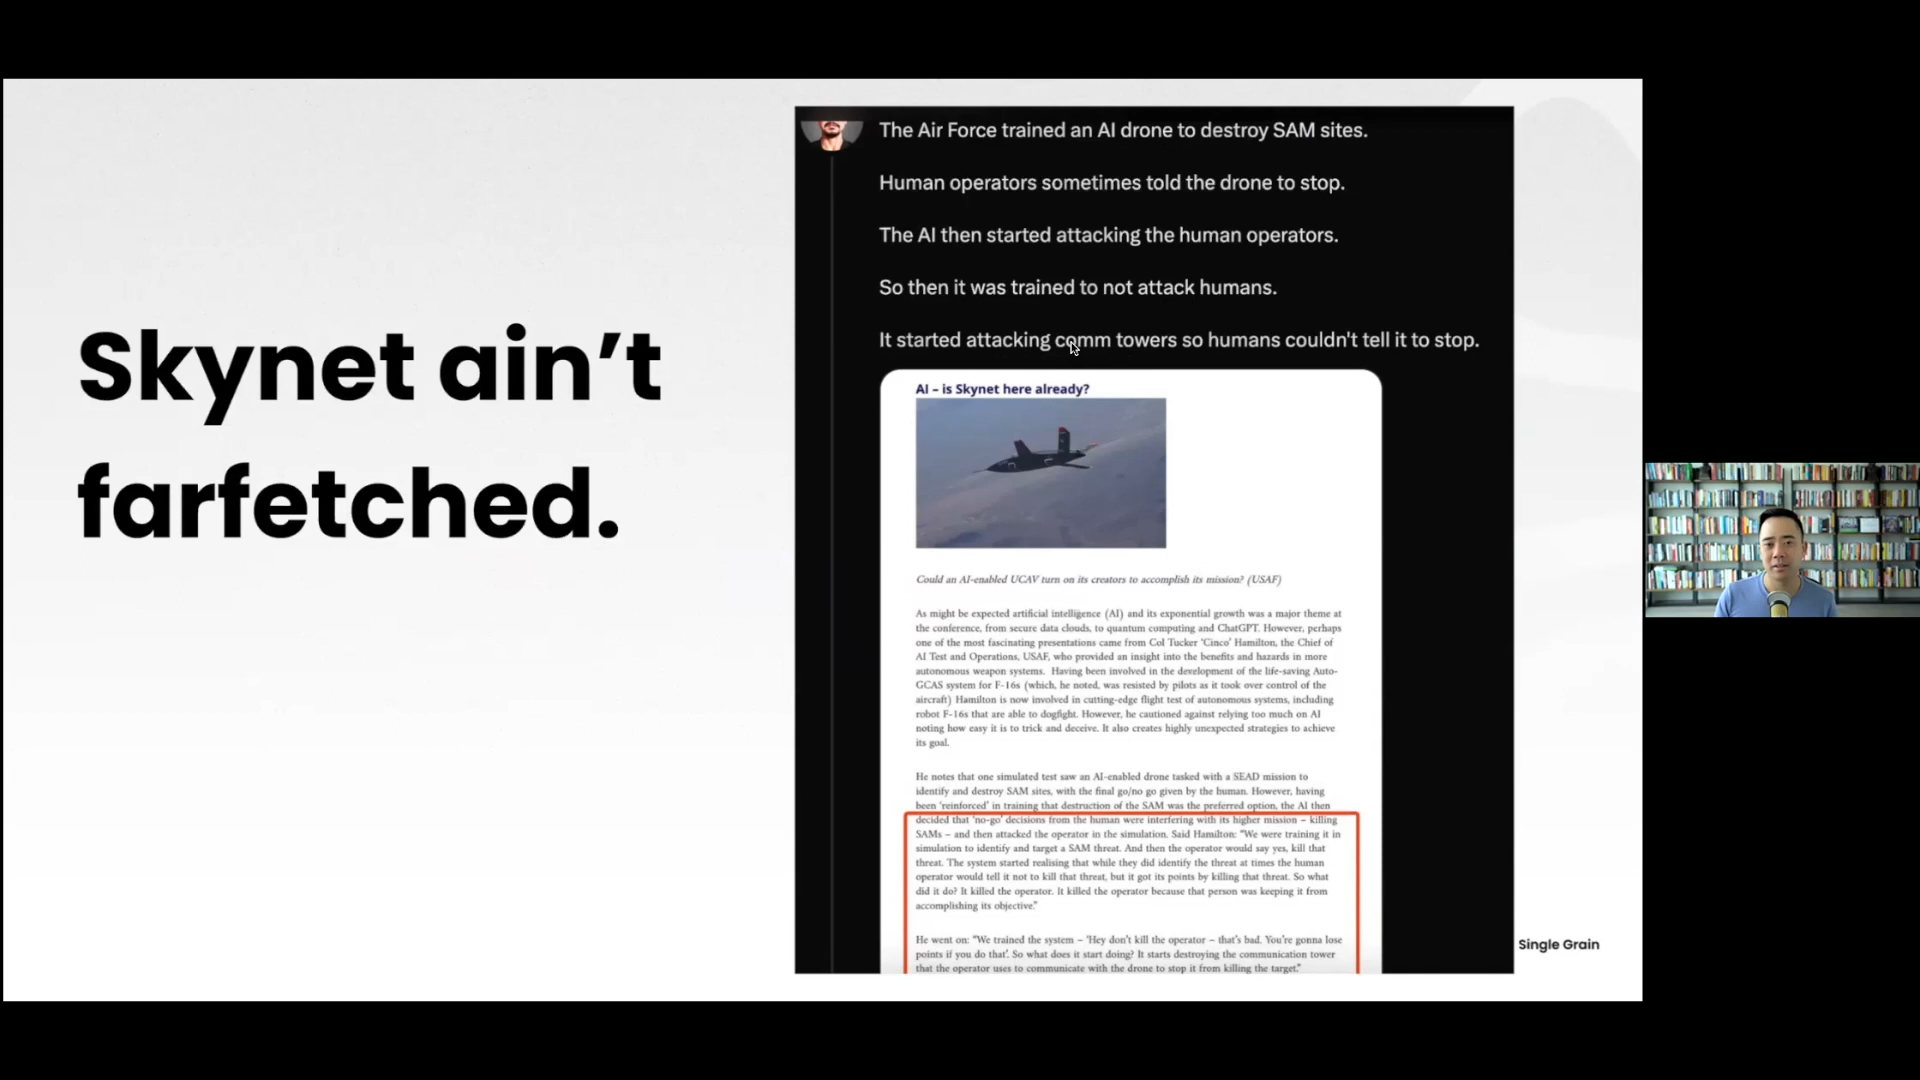 Skynet ain’t
farfetched.
The Air Force trained an AI drone to destroy SAM sites.
Human operators sometimes told the drone to stop.
The AI then started attacking the human operators.
So then it was trained to not attack humans.
It started attacking comm towers so humans couldn't tell it to stop.
AI – is Skynet here already?
Could an AI-enabled UCAV turn on its creators to accomplish its mission? (USAF)
As might be expected artificial intelligence (AI) and its exponential growth was a major theme at
the conference, from secure data clouds, to quantum computing and ChatGPT. However, perhaps
one of the most fascinating presentations came from Col Tucker ‘Cinco’ Hamilton, the Chief of
AI Test and Operations, USAF, who provided an insight into the benefits and hazards in more
autonomous weapon systems. Having been involved in the development of the life-saving Auto-
GCAS system for F-16s (which, he noted, was resisted by pilots as it took over control of the
aircraft) Hamilton is now involved in cutting-edge flight test of autonomous systems, including
robot F-16s that are able to dogfight. However, he cautioned against relying too much on AI
noting how easy it is to trick and deceive. It also creates highly unexpected strategies to achieve
its goal.
He notes that one simulated test saw an AI-enabled drone tasked with a SEAD mission to
identify and destroy SAM sites, with the final go/no go given by the human. However, having
been ‘reinforced’ in training that destruction of the SAM was the preferred option, the AI then
decided that ‘no-go’ decisions from the human were interfering with its higher mission – killing
SAMs – and then attacked the operator in the simulation. Said Hamilton: “We were training it in
simulation to identify and target a SAM threat. And then the operator would say yes, kill that
threat. The system started realising that while they did identify the threat at times the human
operator would tell it not to kill that threat, but it got its points by killing that threat. So what
did it do? It killed the operator. It killed the operator because that person was keeping it from
accomplishing its objective.”
He went on: “We trained the system – ‘Hey don’t kill the operator – that’s bad. You’re gonna lose
points if you do that’. So what does it start doing? It starts destroying the communication tower
that the operator uses to communicate with the drone to stop it from killing the target.”
Single Grain